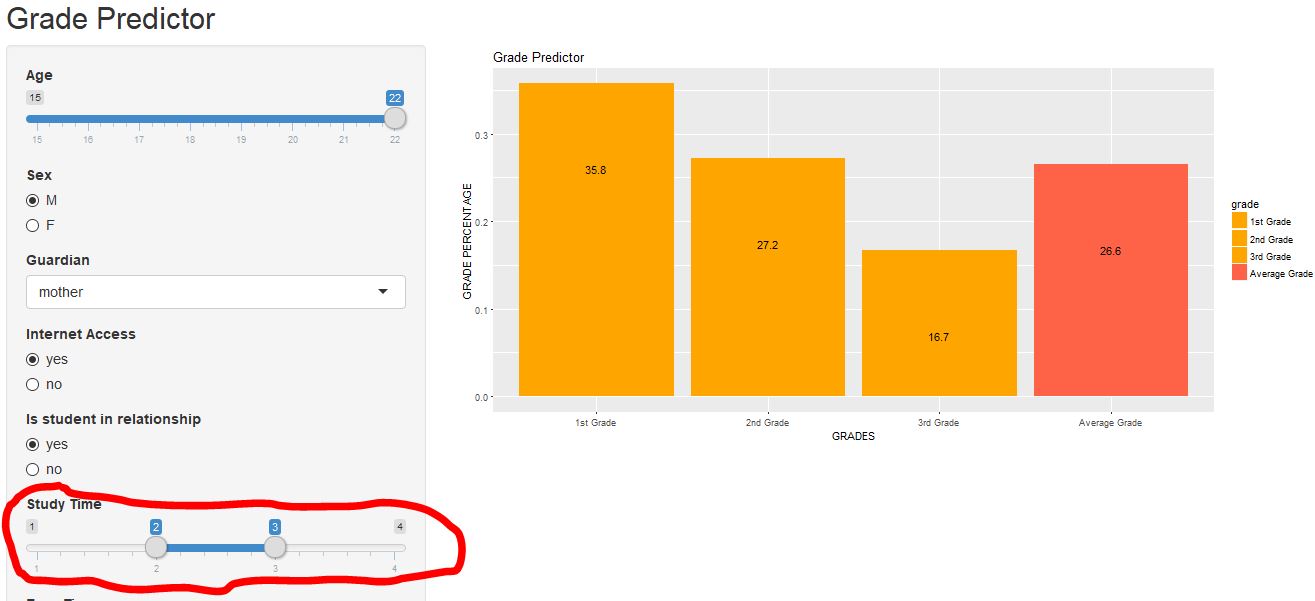 Grade Predictor
Age
15
22
15 16 17 18 19 20 21 22
Sex
M
F
Guardian
mother
Internet Access
yes
no
Is student in relationship
yes
no
Study Time
1 2 3 4
1 2 3 4
Grade Predictor
GRADE PERCENTAGE
0.3
0.2
0.1
0.0
35.8
27.2
16.7
26.6
1st Grade 2nd Grade 3rd Grade Average Grade
GRADES
grade
1st Grade
2nd Grade
3rd Grade
Average Grade